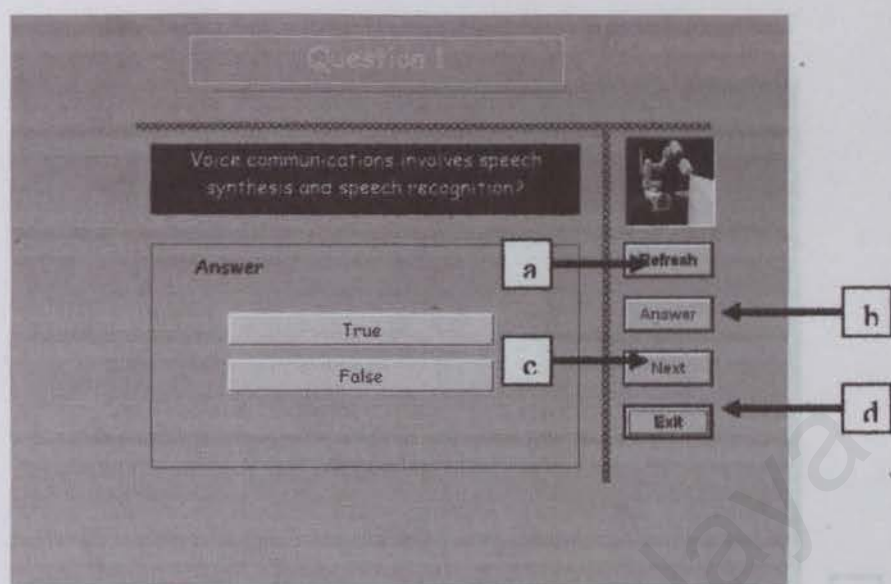 Question 1
Voice communications involves speech
synthesis and speech recognition?
Answer
True
False
Refresh
Answer
Next
Exit
a
b
c
d